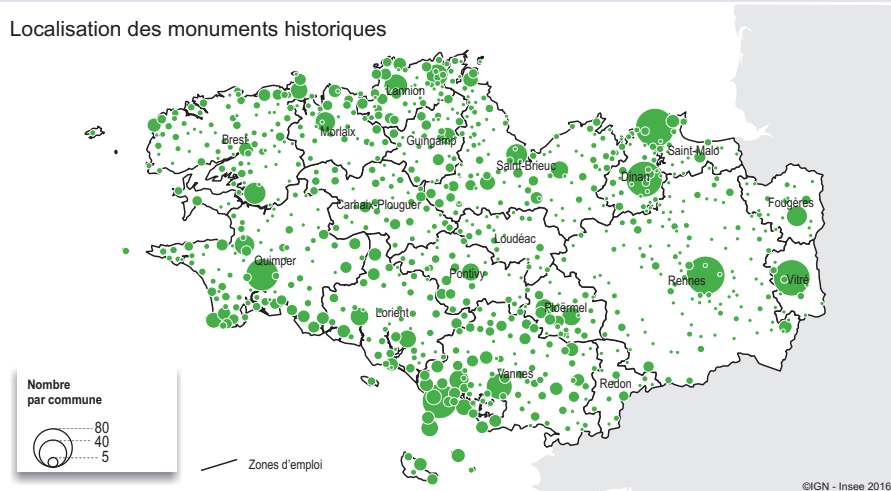 Localisation des monuments historiques
Lannion
Morlaix
Brest
Guingamp
Saint-Malo
Saint-Brieuc
Dinan
Carhaix-Plouguer
Fougères
Loudéac
Quimper
Pontivy
Rennes
Vitré
Lorient
Ploërmel
Vannes
Redon
Nombre
par commune
80
40
5
Zones d'emploi
©IGN - Insee 2016